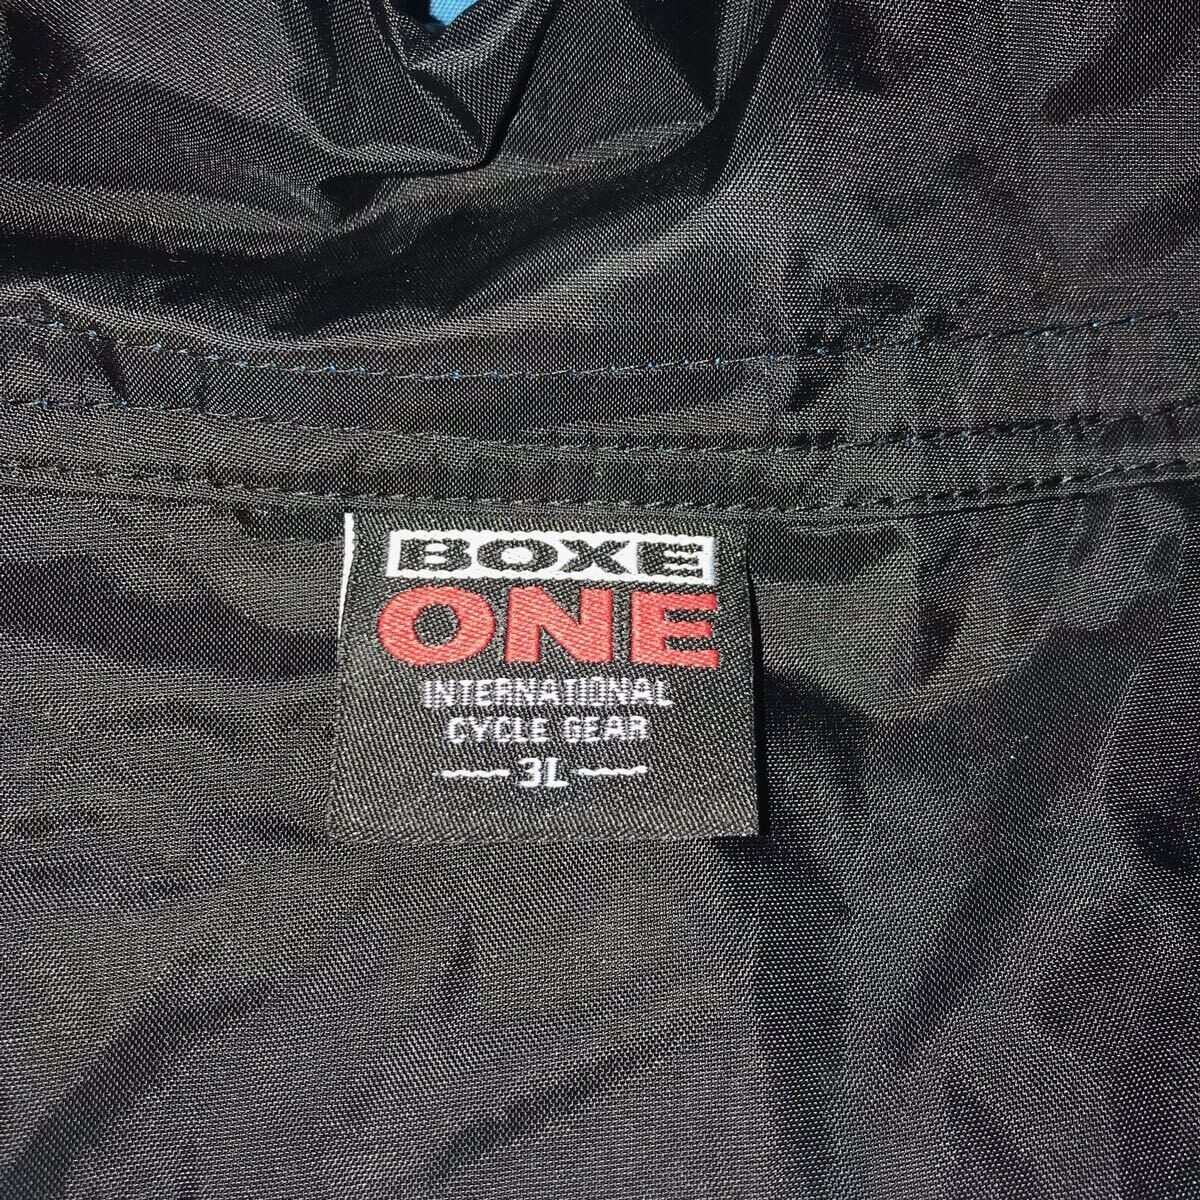 BOXE
ONE
INTERNATIONAL
CYCLE GEAR
3L